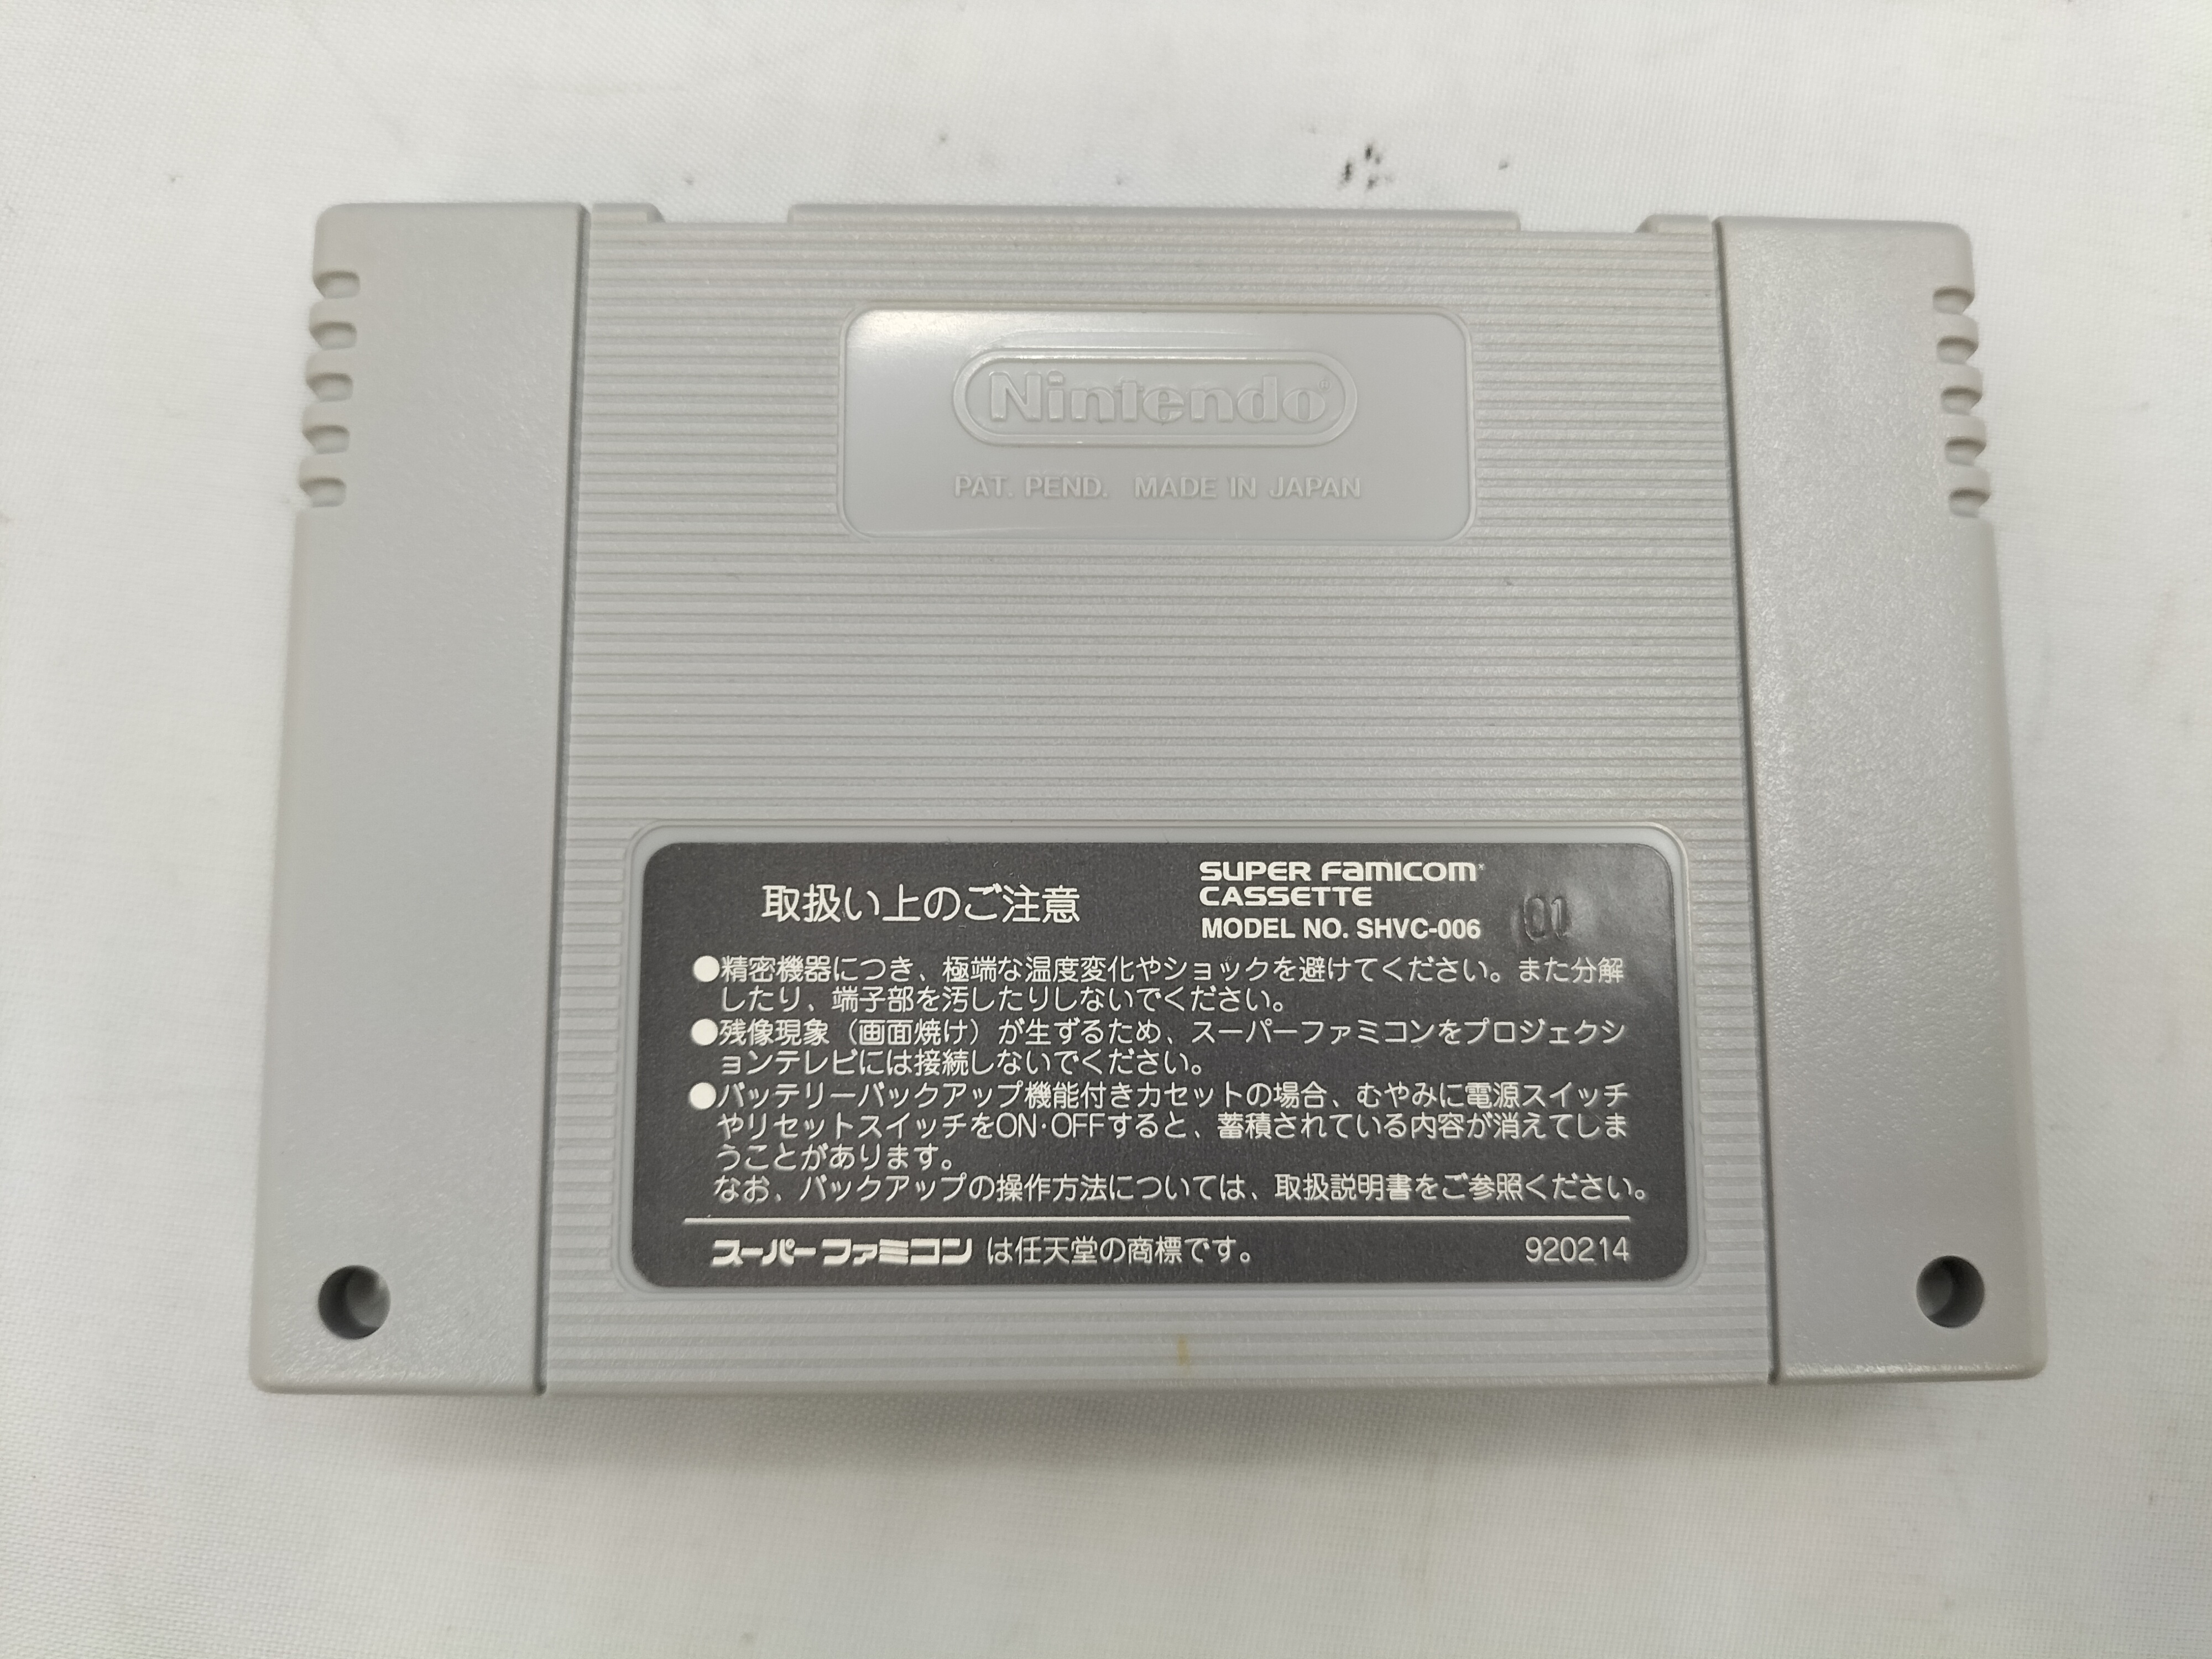 Nintendo®
PAT. PEND. MADE IN JAPAN
取扱い上のご注意
SUPER FAMICOM
CASSETTE
MODEL NO. SHVC-006
01
●精密機器につき、極端な温度変化やショックを避けてください。また分解
したり、端子部を汚したりしないでください。
●残像現象（画面焼け）が生ずるため、スーパーファミコンをプロジェクシ
ョンテレビには接続しないでください。
●バッテリーバックアップ機能付きカセットの場合、むやみに電源スイッチ
やリセットスイッチをON・OFFすると、蓄積されている内容が消えてしま
うことがあります。
なお、バックアップの操作方法については、取扱説明書をご参照ください。
スーパーファミコン は任天堂の商標です。
920214